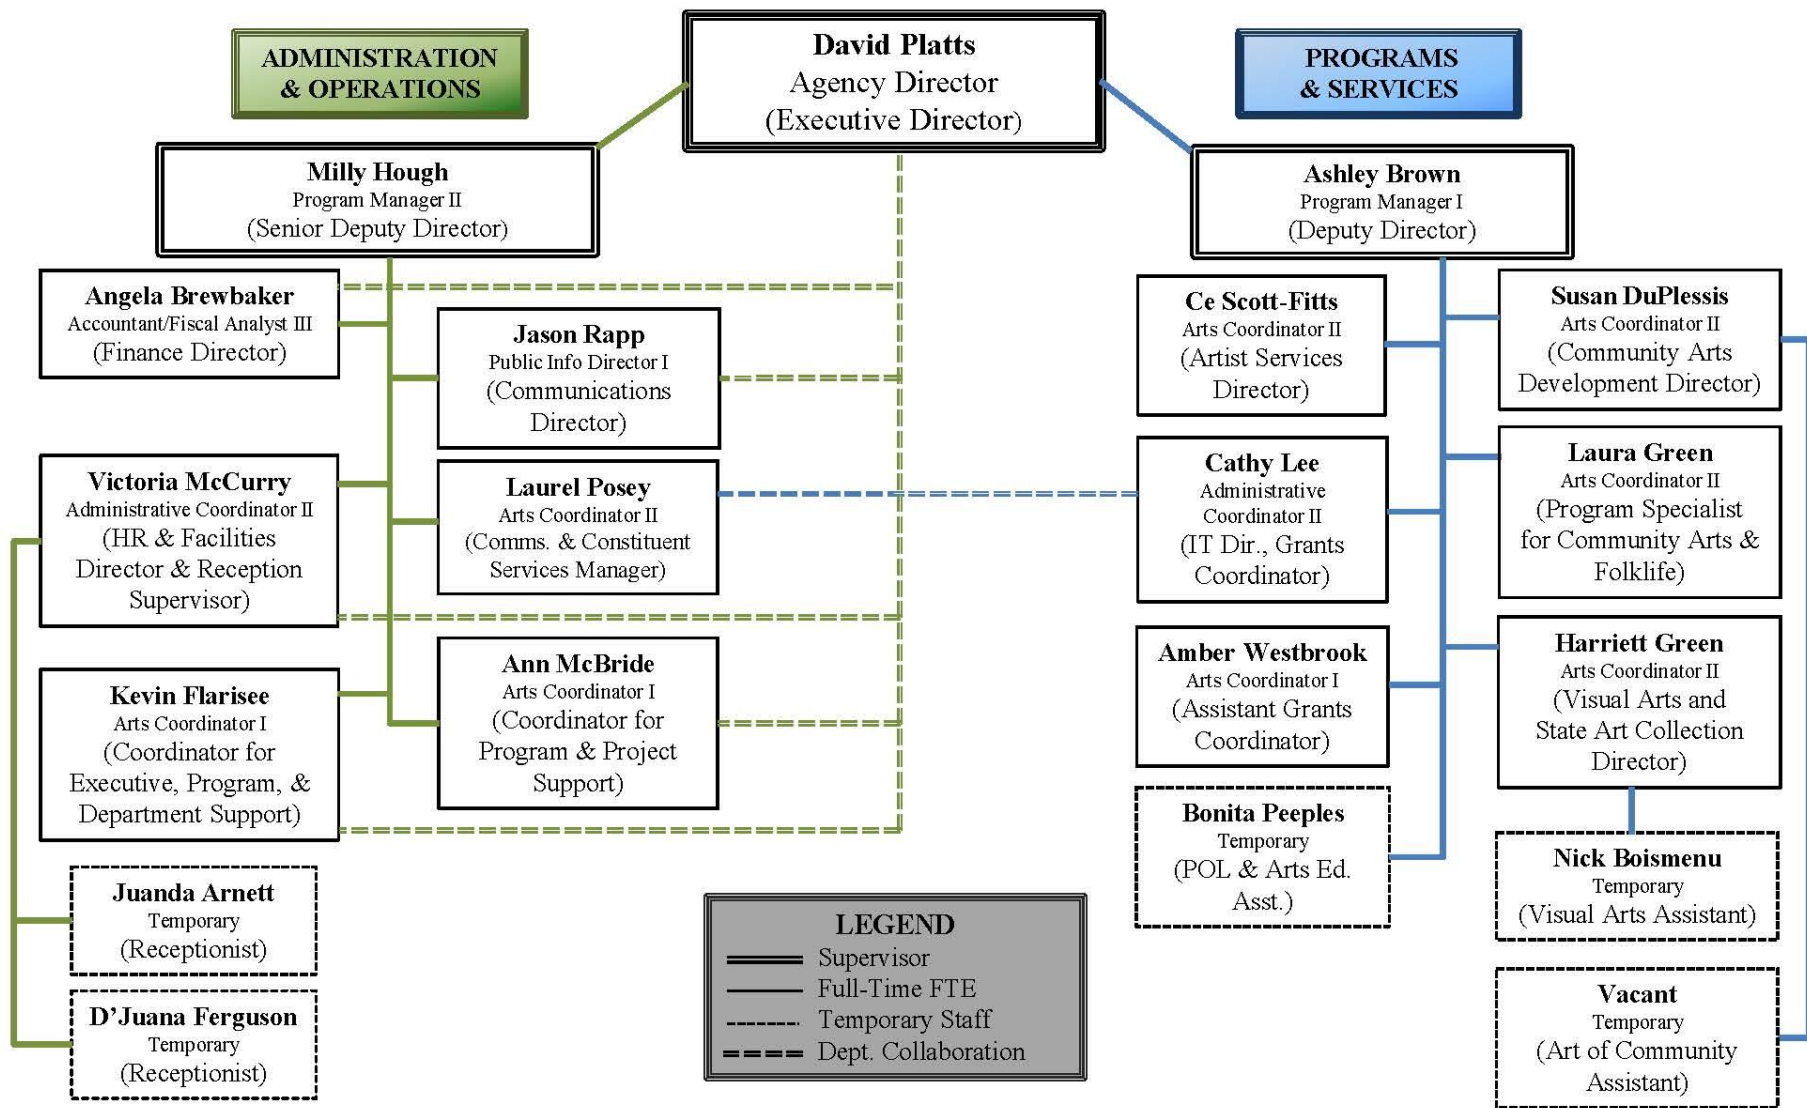 ADMINISTRATION
& OPERATIONS
David Platts
Agency Director
(Executive Director)
PROGRAMS
& SERVICES
Milly Hough
Program Manager II
(Senior Deputy Director)
Ashley Brown
Program Manager I
(Deputy Director)
Angela Brewbaker
Accountant/Fiscal Analyst III
(Finance Director)
Jason Rapp
Public Info Director I
(Communications
Director)
Victoria McCurry
Administrative Coordinator II
(HR & Facilities
Director & Reception
Supervisor)
Laurel Posey
Arts Coordinator II
(Comms. & Constituent
Services Manager)
Kevin Flarisee
Arts Coordinator I
(Coordinator for
Executive, Program, &
Department Support)
Ann McBride
Arts Coordinator I
(Coordinator for
Program & Project
Support)
Juanda Arnett
Temporary
(Receptionist)
D'Juana Ferguson
Temporary
(Receptionist)
Ce Scott-Fitts
Arts Coordinator II
(Artist Services
Director)
Susan DuPlessis
Arts Coordinator II
(Community Arts
Development Director)
Cathy Lee
Administrative
Coordinator II
(IT Dir., Grants
Coordinator)
Laura Green
Arts Coordinator II
(Program Specialist
for Community Arts &
Folklife)
Amber Westbrook
Arts Coordinator I
(Assistant Grants
Coordinator)
Harriett Green
Arts Coordinator II
(Visual Arts and
State Art Collection
Director)
Bonita Peeples
Temporary
(POL & Arts Ed.
Asst.)
Nick Boismenu
Temporary
(Visual Arts Assistant)
Vacant
Temporary
(Art of Community
Assistant)
LEGEND
Supervisor
Full-Time FTE
Temporary Staff
Dept. Collaboration